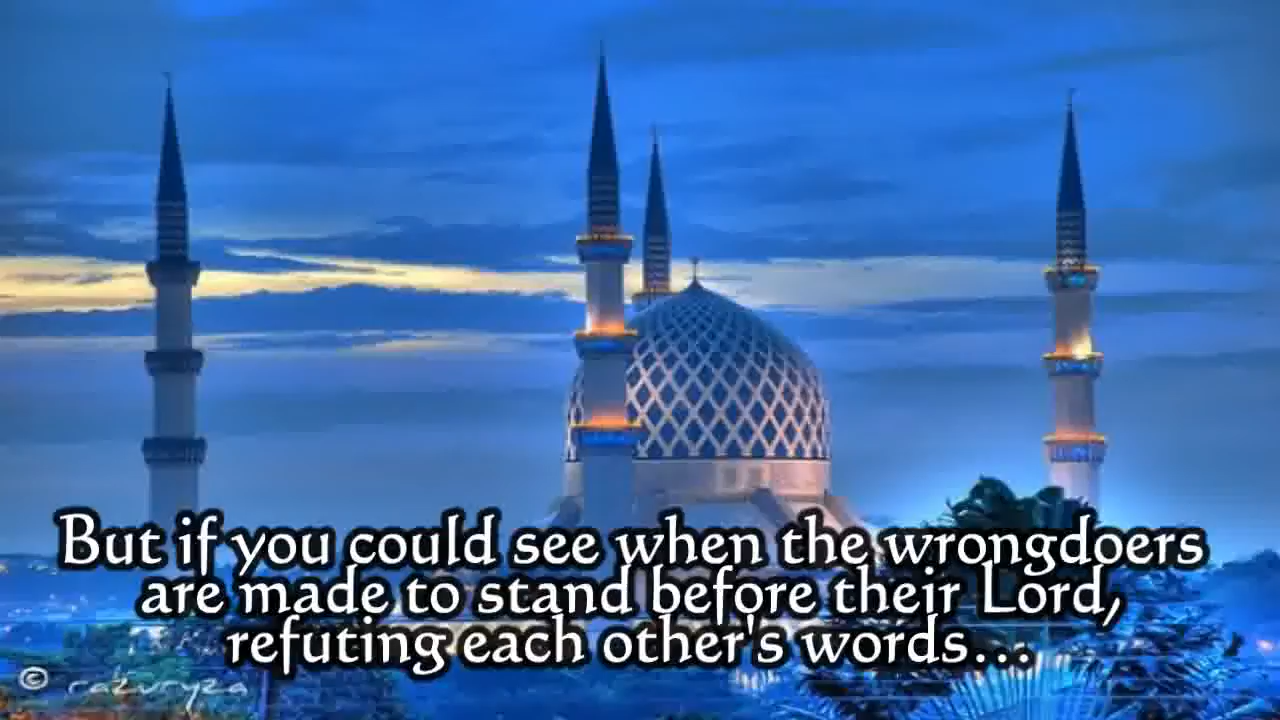 But if you could see when the wrongdoers
are made to stand before their Lord,
refuting each other's words...
© razvryza